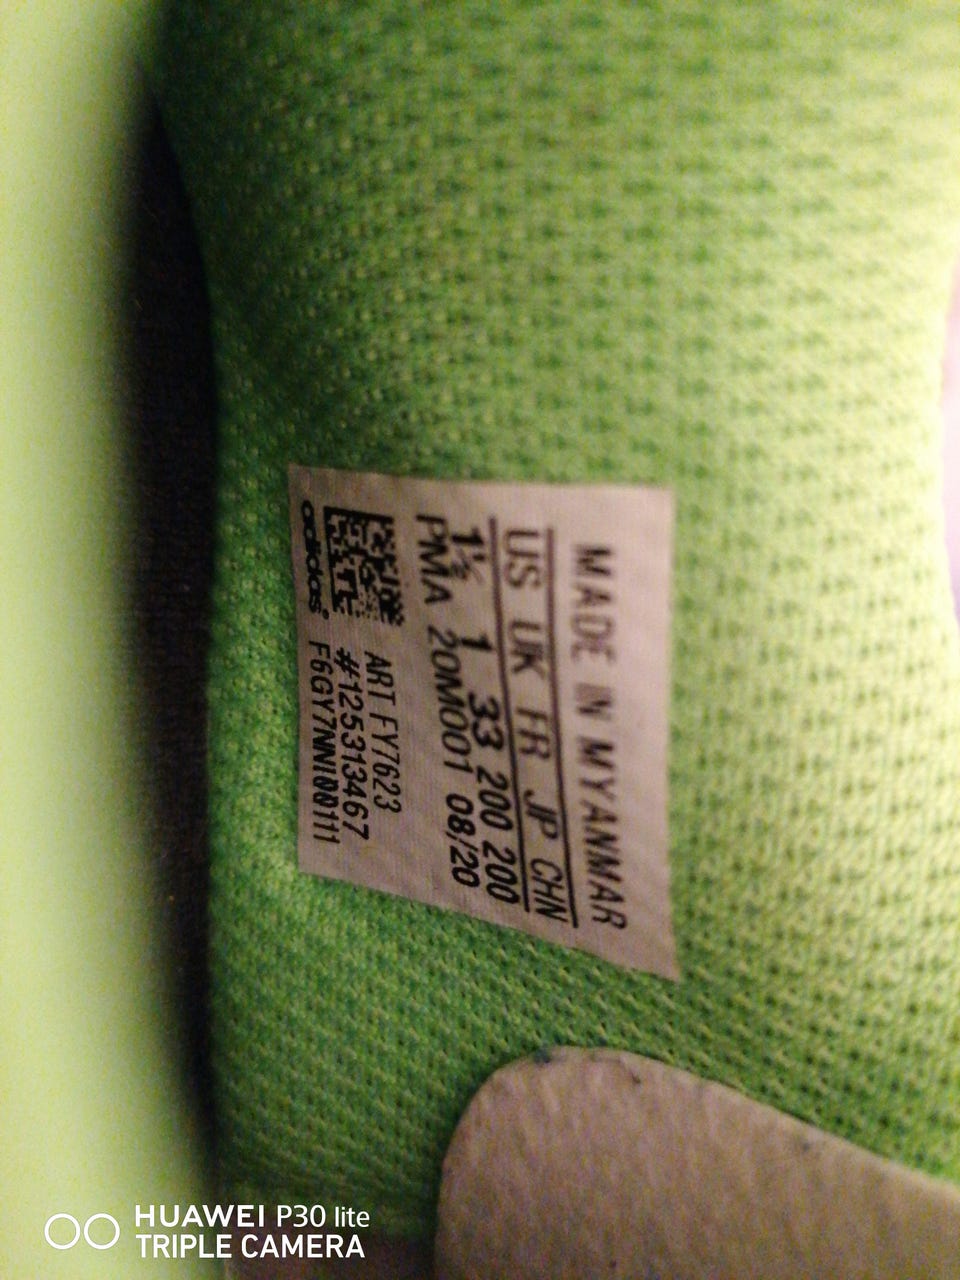 MADE IN MYANMAR
US UK FR JP CHN
1½ 1 33 200 200
PMA 20M001 08/20
ART FY7623
#125313467
F6GY7NNI00111
adidas®
HUAWEI P30 lite
TRIPLE CAMERA